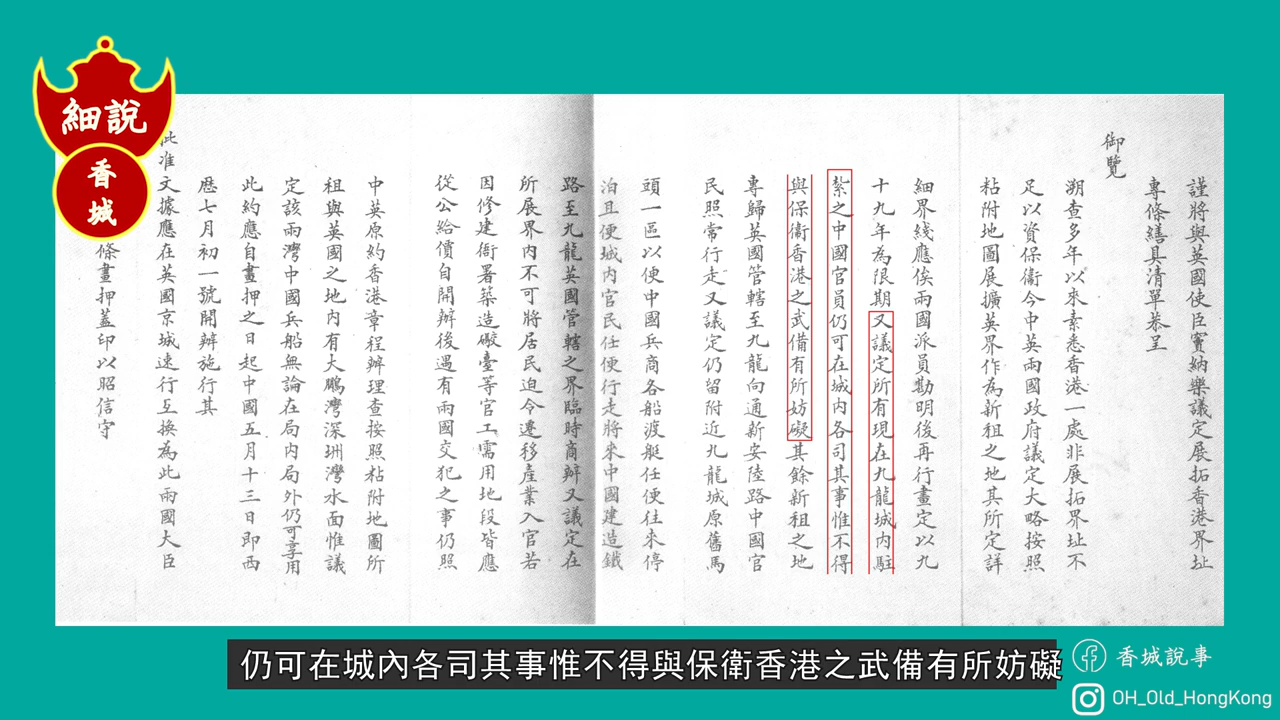 細說
香城
御覽
謹將與英國使臣竇納樂議定展拓香港界址
專條繕具清單恭呈
溯查多年以來素悉香港一處非展拓界址不
足以資保衞今中英兩國政府議定大略按照
粘附地圖展擴英界作為新租之地其所定詳
細界綫應俟兩國派員勘明後再行畫定以九
十九年為限期又議定所有現在九龍城內駐
紮之中國官員仍可在城內各司其事惟不得
與保衞香港之武備有所妨礙其餘新租之地
專歸英國管轄至九龍向通新安陸路中國官
民照常行走又議定仍留附近九龍城原舊馬
頭一區以便中國兵商各船渡艇任便往來停
泊且便城內官民任便行走將來中國建造鐵
路至九龍英國管轄之界臨時商辦又議定在
所展界內不可將居民迫令遷移產業入官若
因修建衙署築造礮臺等官工需用地段皆應
從公給價自開辦後遇有兩國交犯之事仍照
中英原約香港章程辦理查按照粘附地圖所
租與英國之地內有大鵬灣深圳灣水面惟議
定該兩灣中國兵船無論在局內局外仍可享用
此約應自畫押之日起中國五月十三日即西
歷七月初一號開辦施行其
此准文據應在英國京城速行互換為此兩國大臣
條畫押蓋印以昭信守
仍可在城內各司其事惟不得與保衛香港之武備有所妨礙
香城說事
OH_Old_HongKong